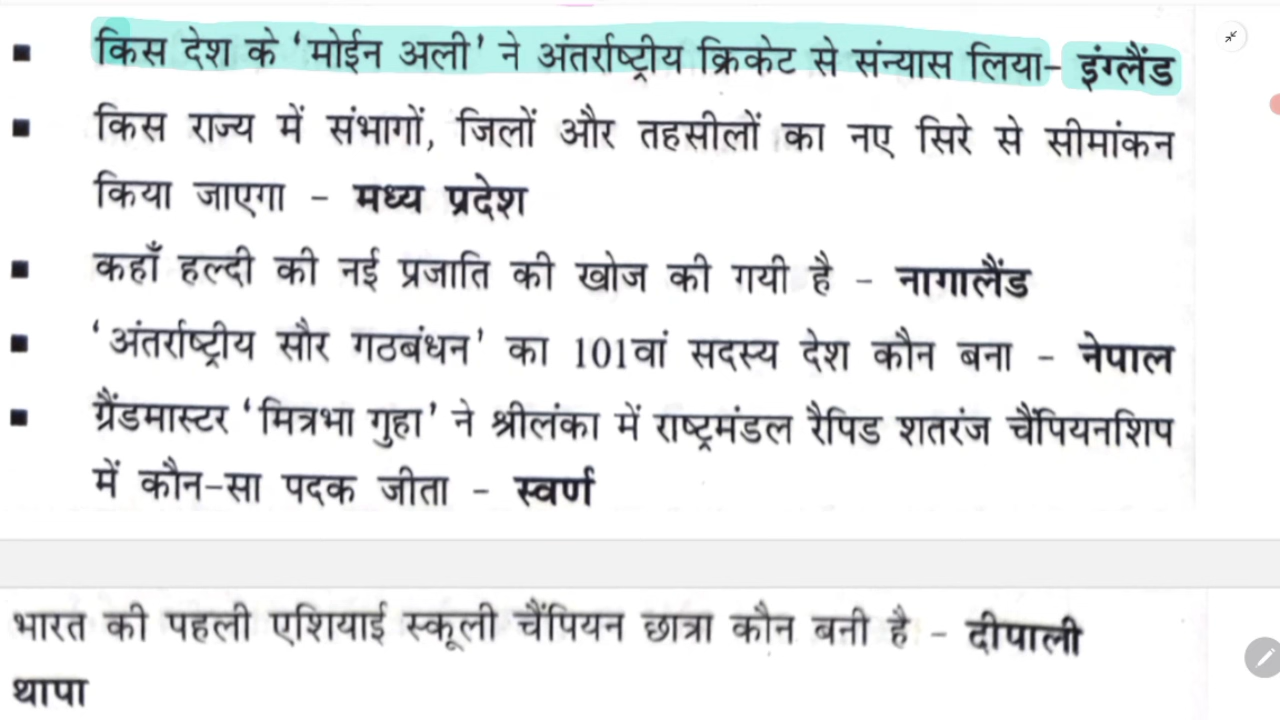 ▪ किस देश के ‘मोईन अली’ ने अंतर्राष्ट्रीय क्रिकेट से संन्यास लिया– इंग्लैंड
▪ किस राज्य में संभागों, जिलों और तहसीलों का नए सिरे से सीमांकन
किया जाएगा – मध्य प्रदेश
▪ कहाँ हल्दी की नई प्रजाति की खोज की गयी है – नागालैंड
▪ ‘अंतर्राष्ट्रीय सौर गठबंधन’ का 101वां सदस्य देश कौन बना – नेपाल
▪ ग्रैंडमास्टर ‘मित्रभा गुहा’ ने श्रीलंका में राष्ट्रमंडल रैपिड शतरंज चैंपियनशिप
में कौन-सा पदक जीता – स्वर्ण
भारत की पहली एशियाई स्कूली चैंपियन छात्रा कौन बनी है – दीपाली
थापा